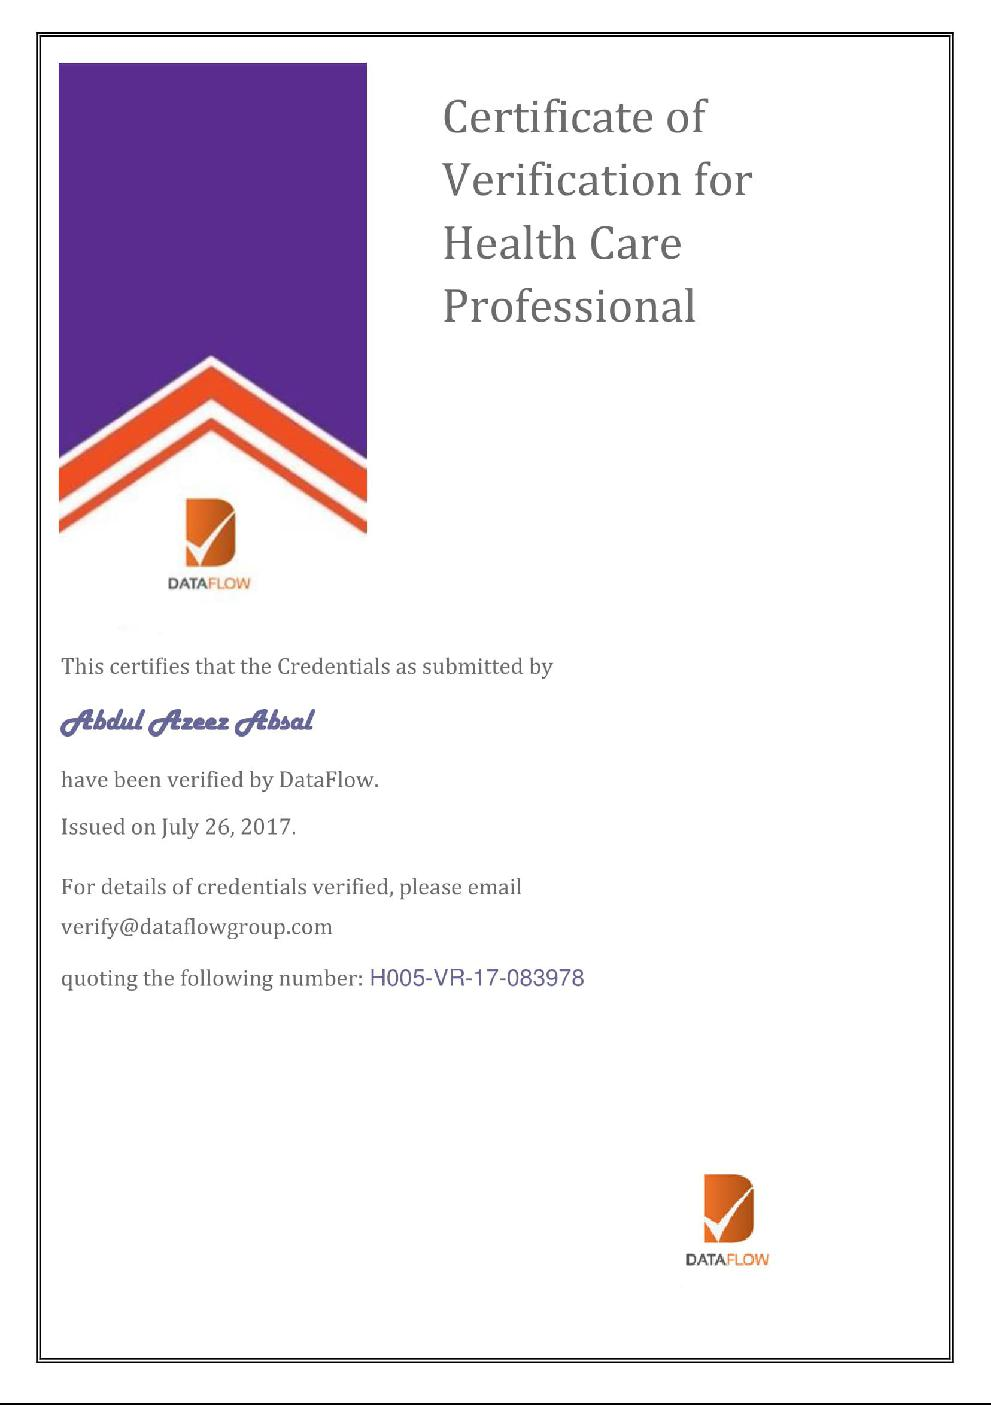 Certificate of
Verification for
Health Care
Professional
DATAFLOW
This certifies that the Credentials as submitted by
Abdul Azeez Absal
have been verified by DataFlow.
Issued on July 26, 2017.
For details of credentials verified, please email
verify@dataflowgroup.com
quoting the following number: H005-VR-17-083978
DATAFLOW